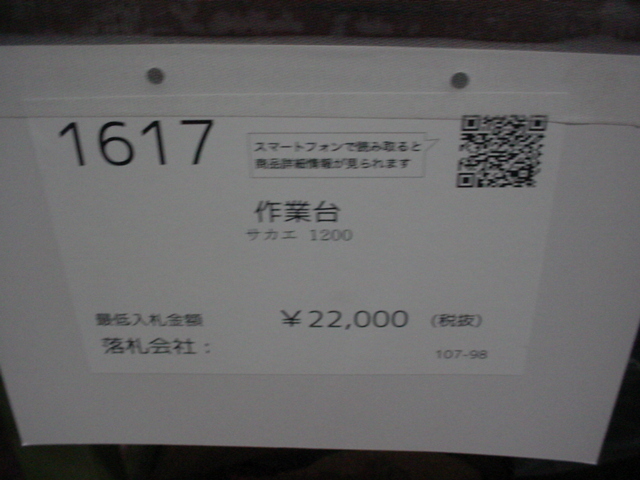 1617
スマートフォンで読み取ると
商品詳細情報が見られます
作業台
サカエ 1200
最低入札金額 ¥22,000 (税抜)
落札会社：
107-98